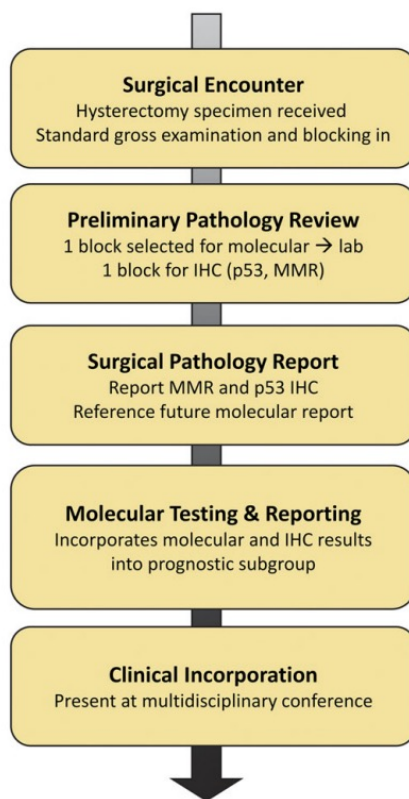 Surgical Encounter
Hysterectomy specimen received
Standard gross examination and blocking in
Preliminary Pathology Review
1 block selected for molecular → lab
1 block for IHC (p53, MMR)
Surgical Pathology Report
Report MMR and p53 IHC
Reference future molecular report
Molecular Testing & Reporting
Incorporates molecular and IHC results
into prognostic subgroup
Clinical Incorporation
Present at multidisciplinary conference